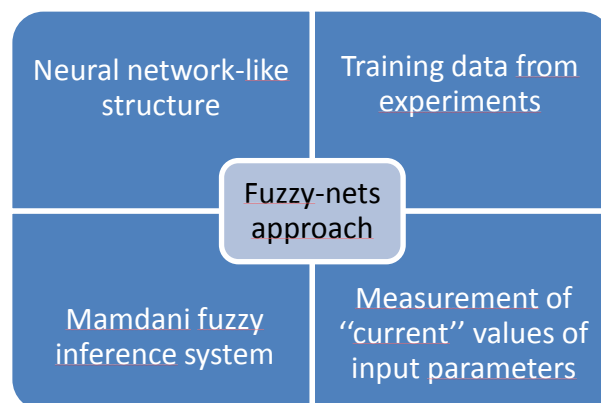 Neural network-like
structure
Training data from
experiments
Fuzzy-nets
approach
Mamdani fuzzy
inference system
Measurement of
‘‘current’’ values of
input parameters